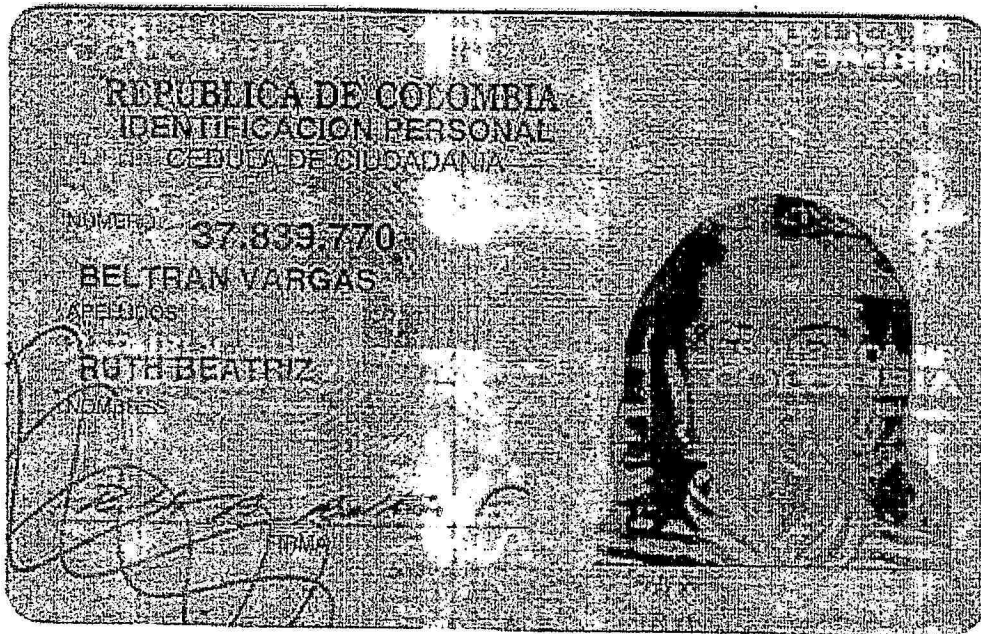 REPUBLICA DE COLOMBIA
IDENTIFICACION PERSONAL
CEDULA DE CIUDADANIA
NUMERO 37.839.770
BELTRAN VARGAS
APELLIDOS
RUTH BEATRIZ
NOMBRES
FIRMA